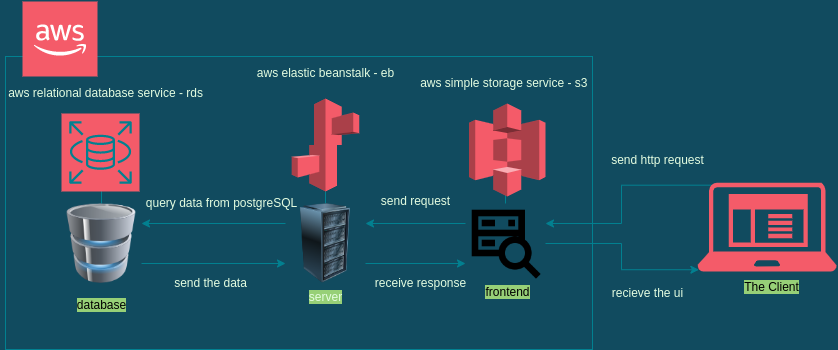 aws
aws elastic beanstalk - eb
aws simple storage service - s3
aws relational database service - rds
send http request
query data from postgreSQL
send request
send the data
receive response
recieve the ui
database
server
frontend
The Client